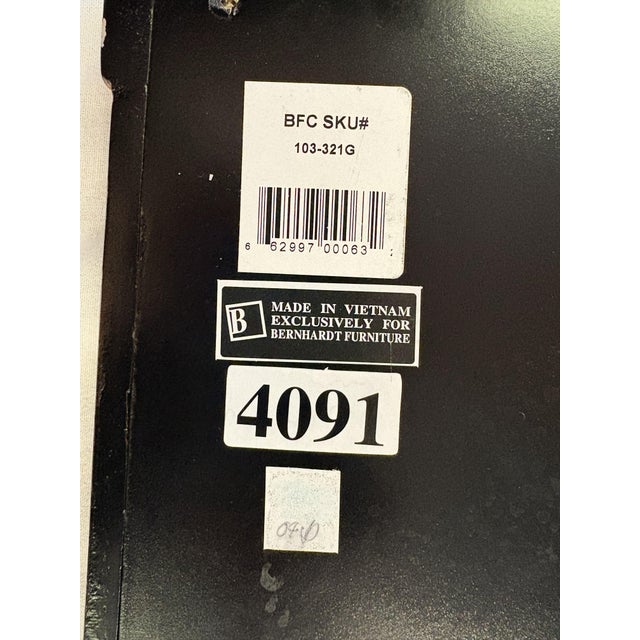 BFC SKU#
103-321G
6 62997 00063
B
MADE IN VIETNAM
EXCLUSIVELY FOR
BERNHARDT FURNITURE
4091